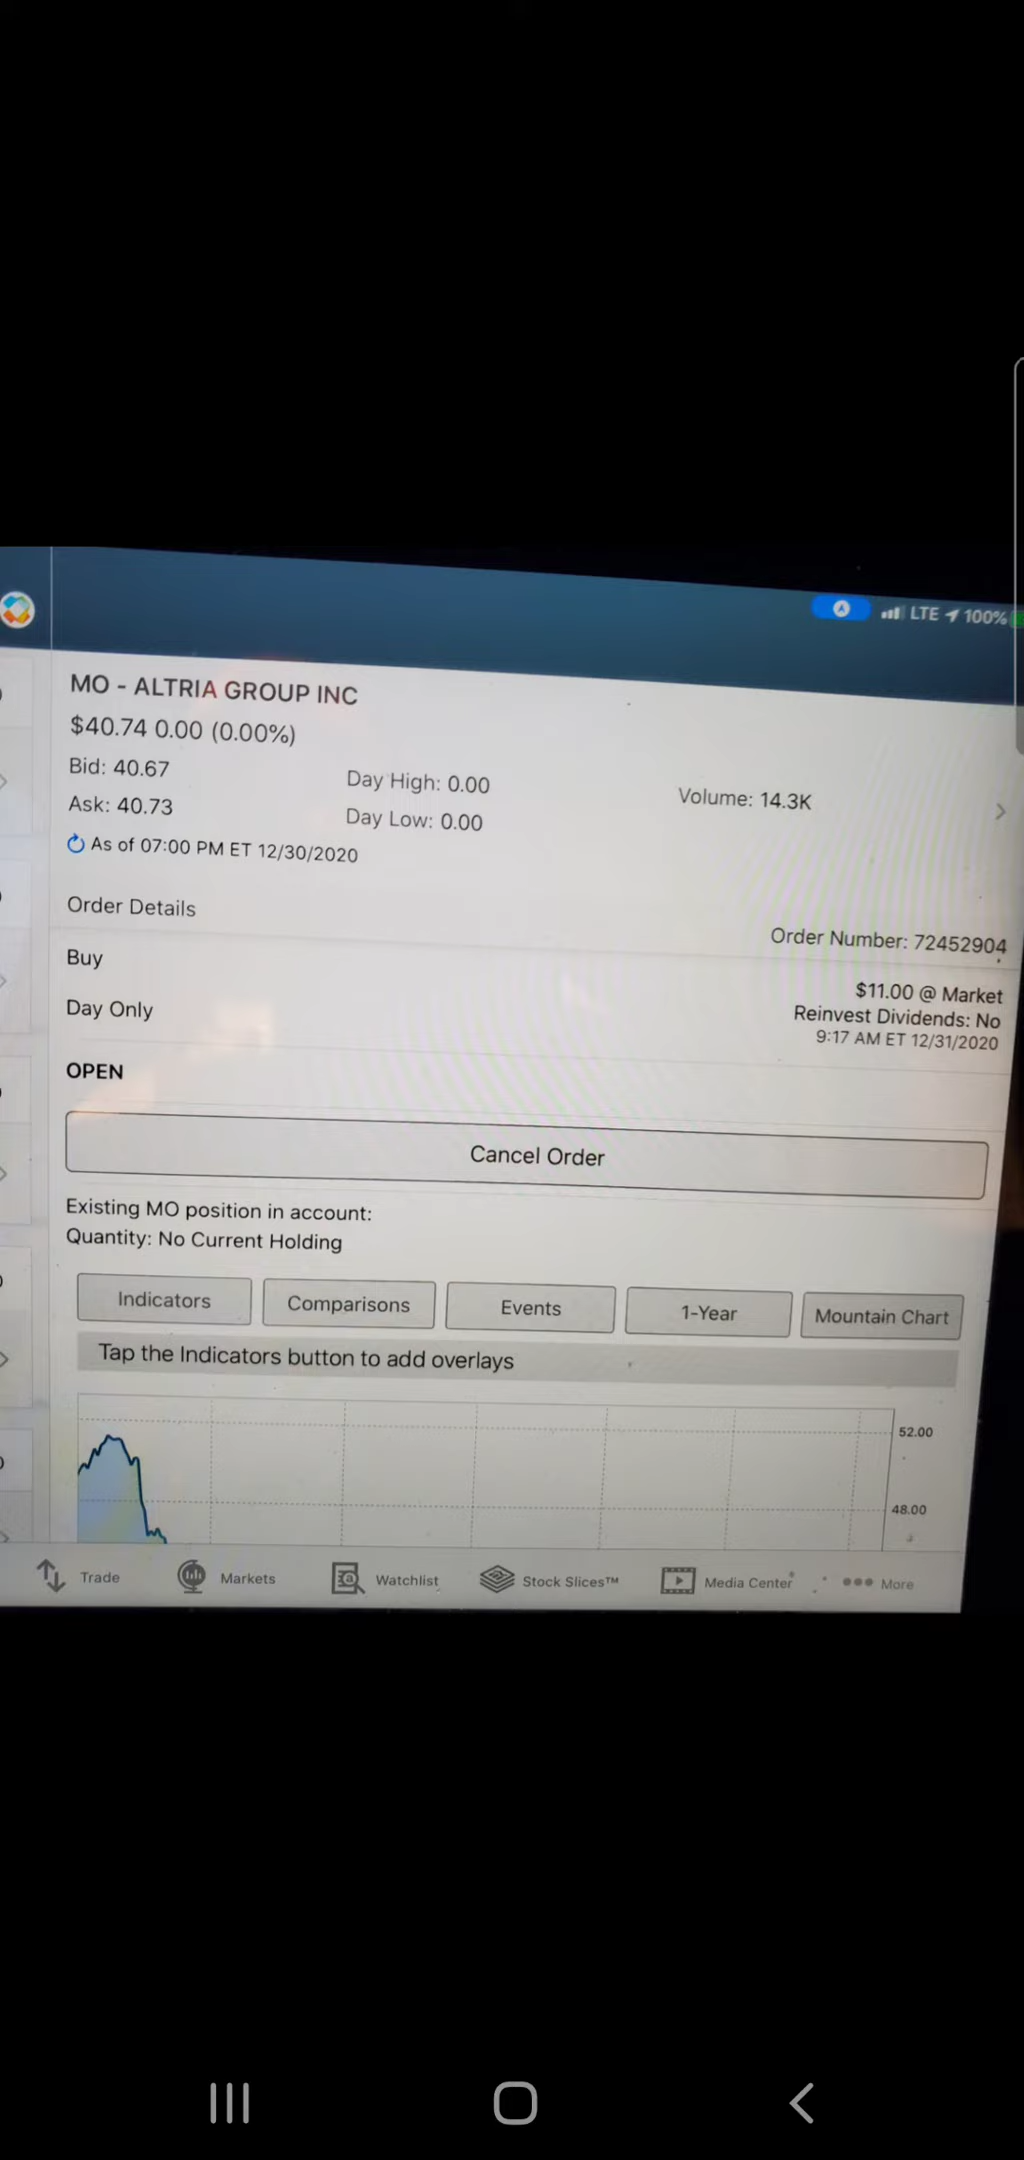 LTE 100%
MO - ALTRIA GROUP INC
$40.74 0.00 (0.00%)
Bid: 40.67
Day High: 0.00
Volume: 14.3K
Ask: 40.73
Day Low: 0.00
As of 07:00 PM ET 12/30/2020
Order Details
Order Number: 72452904
Buy
$11.00 @ Market
Day Only
Reinvest Dividends: No
9:17 AM ET 12/31/2020
OPEN
Cancel Order
Existing MO position in account:
Quantity: No Current Holding
Indicators Comparisons Events 1-Year Mountain Chart
Tap the Indicators button to add overlays
52.00
48.00
Trade Markets Watchlist Stock Slices™ Media Center More